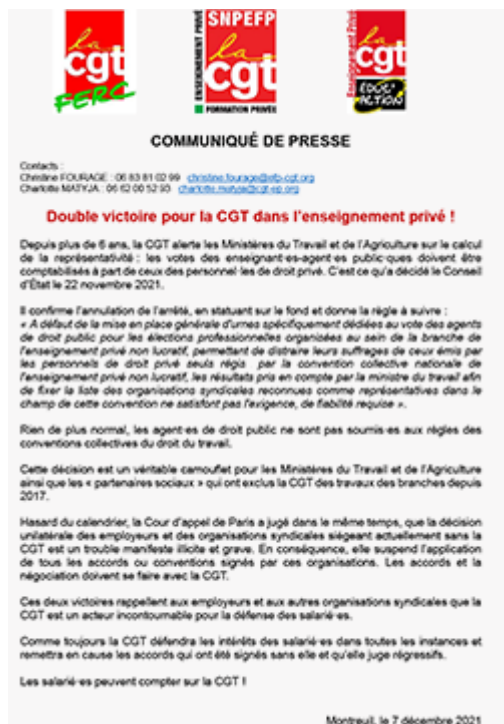 la
cgt
FERC
ENSEIGNEMENT PRIVÉ
SNPEFP
la
cgt
FORMATION PRIVÉE
Enseignement Privé
la
cgt
ÉDUC'
ACTION
COMMUNIQUÉ DE PRESSE
Contacts :
Christine FOURAGE : 06 83 81 02 99 christine.fourage@efp-cgt.org
Charlotte MATYJA : 06 62 00 52 93 charlotte.matyja@cgt-ep.org
Double victoire pour la CGT dans l'enseignement privé !
Depuis plus de 6 ans, la CGT alerte les Ministères du Travail et de l'Agriculture sur le calcul
de la représentativité : les votes des enseignant·es-agent·es public·ques doivent être
comptabilisés à part de ceux des personnel·les de droit privé. C'est ce qu'a décidé le Conseil
d'État le 22 novembre 2021.
Il confirme l'annulation de l'arrêté, en statuant sur le fond et donne la règle à suivre :
« A défaut de la mise en place générale d'urnes spécifiquement dédiées au vote des agents
de droit public pour les élections professionnelles organisées au sein de la branche de
l'enseignement privé non lucratif, permettant de distraire leurs suffrages de ceux émis par
les personnels de droit privé seuls régis par la convention collective nationale de
l'enseignement privé non lucratif, les résultats pris en compte par le ministre du travail afin
de fixer la liste des organisations syndicales reconnues comme représentatives dans le
champ de cette convention ne satisfont pas l'exigence, de fiabilité requise ».
Rien de plus normal, les agent·es de droit public ne sont pas soumis·es aux règles des
conventions collectives du droit du travail.
Cette décision est un véritable camouflet pour les Ministères du Travail et de l'Agriculture
ainsi que les « partenaires sociaux » qui ont exclus la CGT des travaux des branches depuis
2017.
Hasard du calendrier, la Cour d'appel de Paris a jugé dans le même temps, que la décision
unilatérale des employeurs et des organisations syndicales siégeant actuellement sans la
CGT est un trouble manifeste illicite et grave. En conséquence, elle suspend l'application
de tous les accords ou conventions signés par ces organisations. Les accords et la
négociation doivent se faire avec la CGT.
Ces deux victoires rappellent aux employeurs et aux autres organisations syndicales que la
CGT est un acteur incontournable pour la défense des salarié·es.
Comme toujours la CGT défendra les intérêts des salarié·es dans toutes les instances et
remettra en cause les accords qui ont été signés sans elle et qu'elle juge régressifs.
Les salarié·es peuvent compter sur la CGT !
Montreuil, le 7 décembre 2021